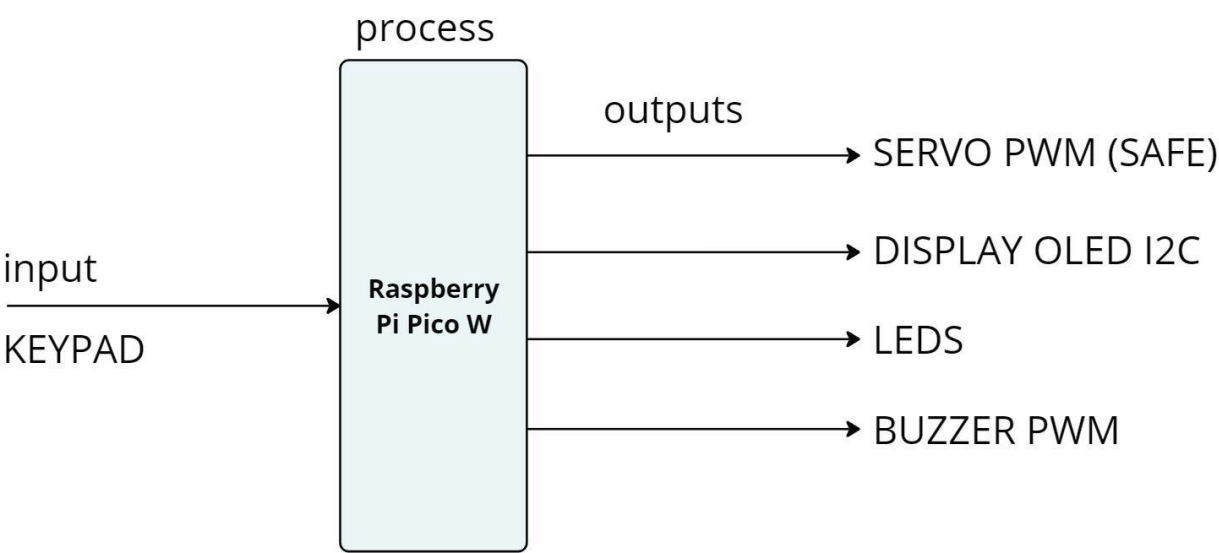 process
outputs
SERVO PWM (SAFE)
DISPLAY OLED I2C
input
Raspberry
Pi Pico W
KEYPAD
LEDS
BUZZER PWM